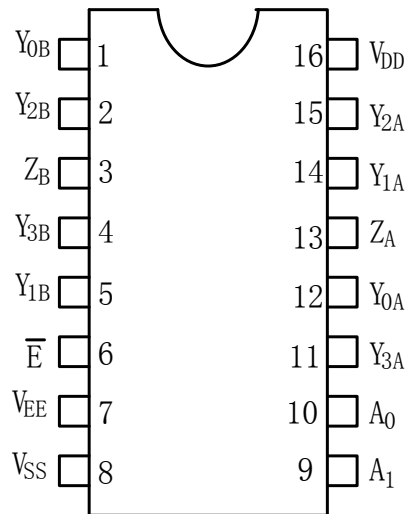 Y0B 1 16 VDD
Y2B 2 15 Y2A
ZB 3 14 Y1A
Y3B 4 13 ZA
Y1B 5 12 Y0A
E̅ 6 11 Y3A
VEE 7 10 A0
VSS 8 9 A1